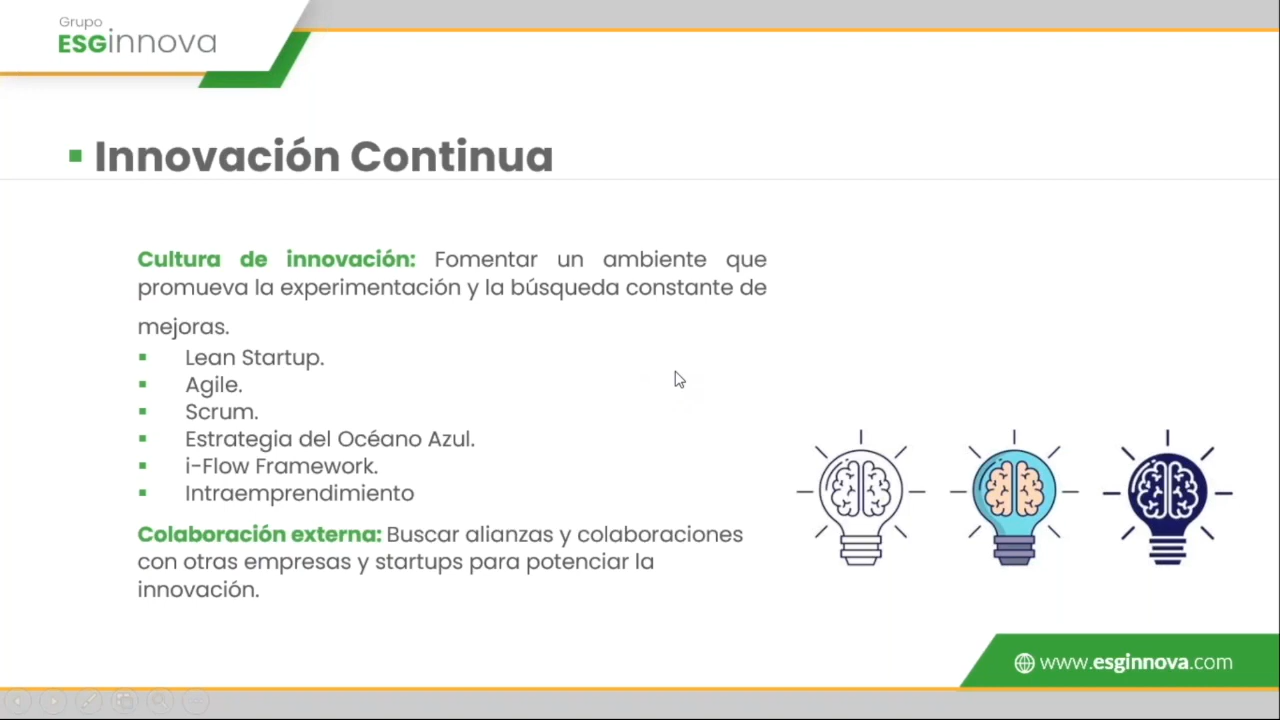 Grupo
ESGinnova
Innovación Continua
Cultura de innovación: Fomentar un ambiente que
promueva la experimentación y la búsqueda constante de
mejoras.
Lean Startup.
Agile.
Scrum.
Estrategia del Océano Azul.
i-Flow Framework.
Intraemprendimiento
Colaboración externa: Buscar alianzas y colaboraciones
con otras empresas y startups para potenciar la
innovación.
www.esginnova.com